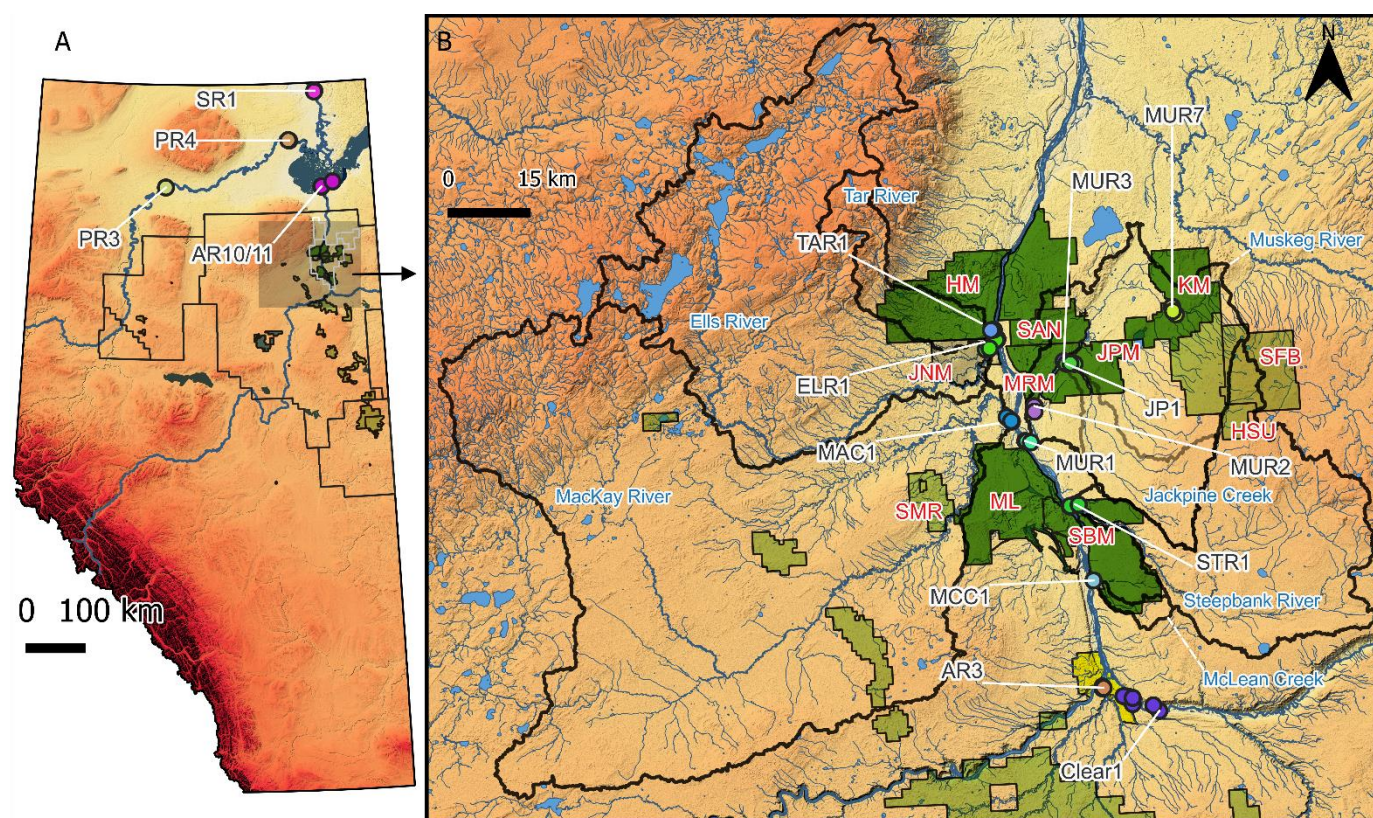 A
SR1
PR4
PR3
AR10/11
0 100 km
B
N
MUR7
0 15 km
MUR3
Tar River
TAR1
Muskeg River
HM
KM
SAN
Ells River
JPM
SFB
ELR1
JNM
MRM
JP1
HSU
MAC1
MUR2
MUR1
MacKay River
Jackpine Creek
SMR
ML
SBM
STR1
MCC1
Steepbank River
AR3
McLean Creek
Clear1